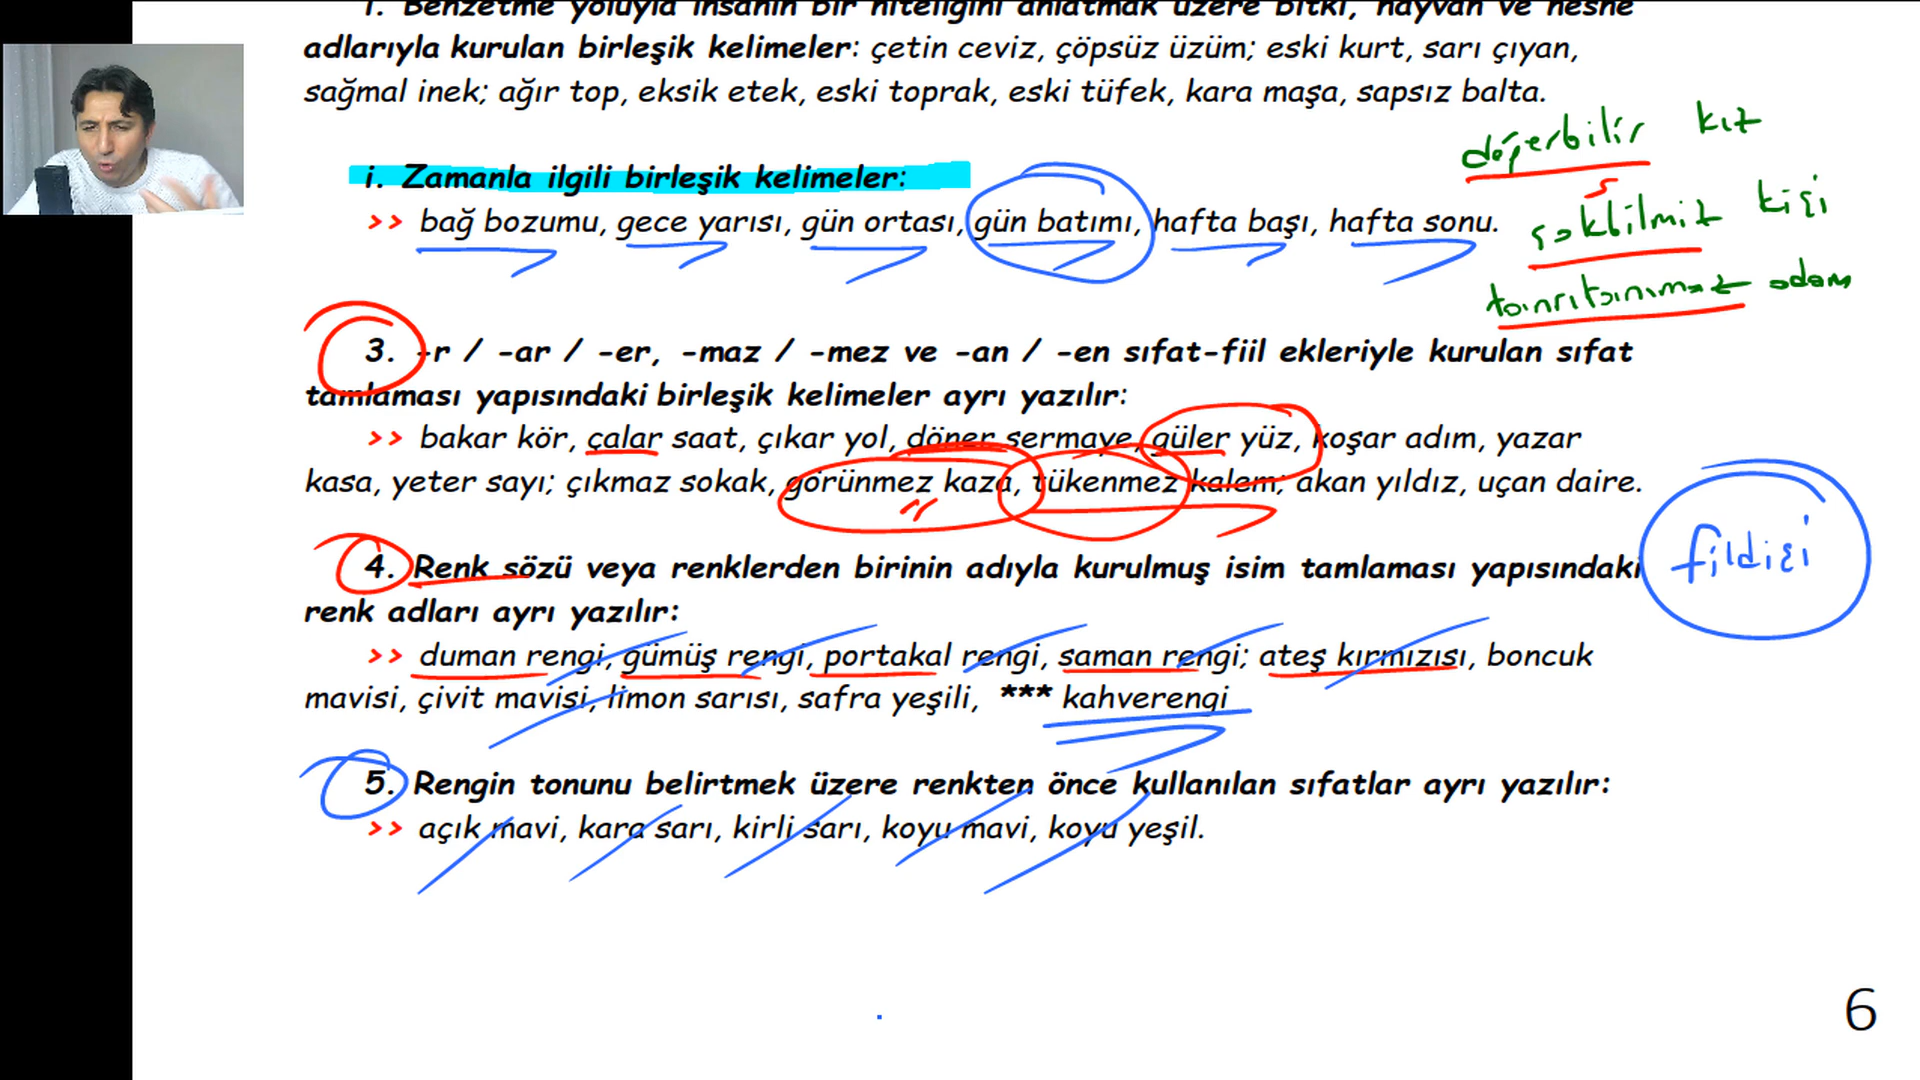 ı. Benzetme yoluyla insanın bir niteliğini anlatmak üzere bitki, hayvan ve nesne
adlarıyla kurulan birleşik kelimeler: çetin ceviz, çöpsüz üzüm; eski kurt, sarı çıyan,
sağmal inek; ağır top, eksik etek, eski toprak, eski tüfek, kara maşa, sapsız balta.
değerbilir kız
i. Zamanla ilgili birleşik kelimeler:
çokbilmiş kişi
>> bağ bozumu, gece yarısı, gün ortası, gün batımı, hafta başı, hafta sonu.
tanrıtanımaz adam
3. -r / -ar / -er, -maz / -mez ve -an / -en sıfat-fiil ekleriyle kurulan sıfat
tamlaması yapısındaki birleşik kelimeler ayrı yazılır:
>> bakar kör, çalar saat, çıkar yol, döner sermaye, güler yüz, koşar adım, yazar
kasa, yeter sayı; çıkmaz sokak, görünmez kaza, tükenmez kalem; akan yıldız, uçan daire.
fildişi
4. Renk sözü veya renklerden birinin adıyla kurulmuş isim tamlaması yapısındaki
renk adları ayrı yazılır:
>> duman rengi, gümüş rengi, portakal rengi, saman rengi; ateş kırmızısı, boncuk
mavisi, çivit mavisi, limon sarısı, safra yeşili, *** kahverengi
5. Rengin tonunu belirtmek üzere renkten önce kullanılan sıfatlar ayrı yazılır:
>> açık mavi, kara sarı, kirli sarı, koyu mavi, koyu yeşil.
6